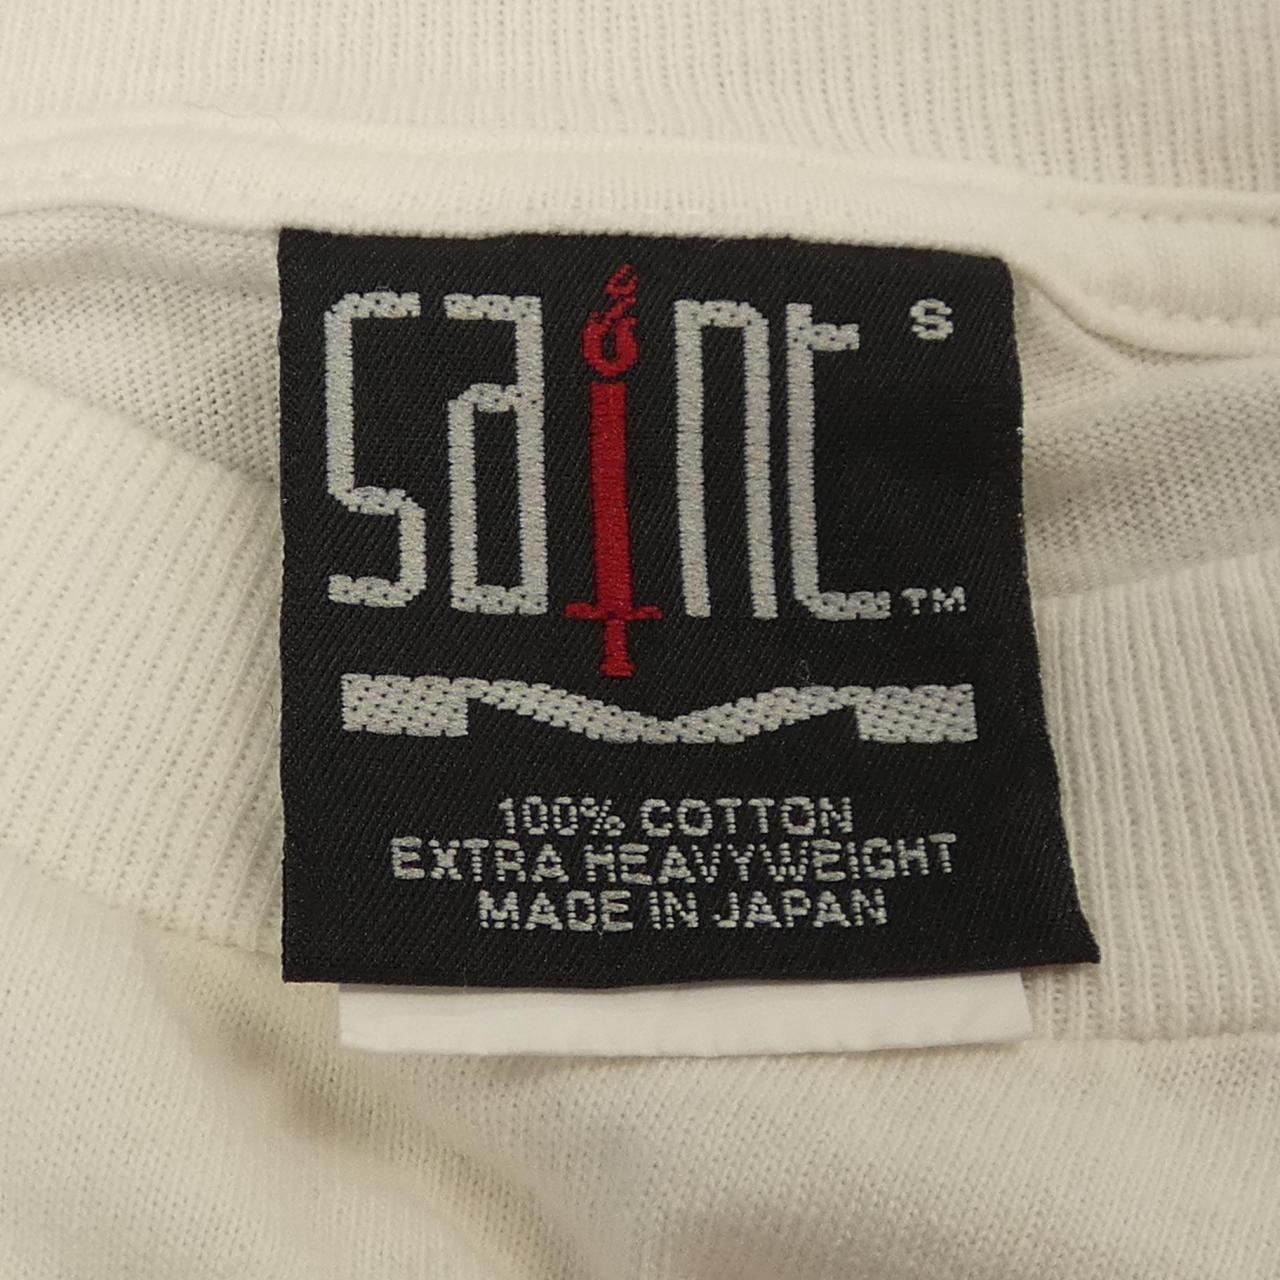 saint S
™
100% COTTON
EXTRA HEAVYWEIGHT
MADE IN JAPAN